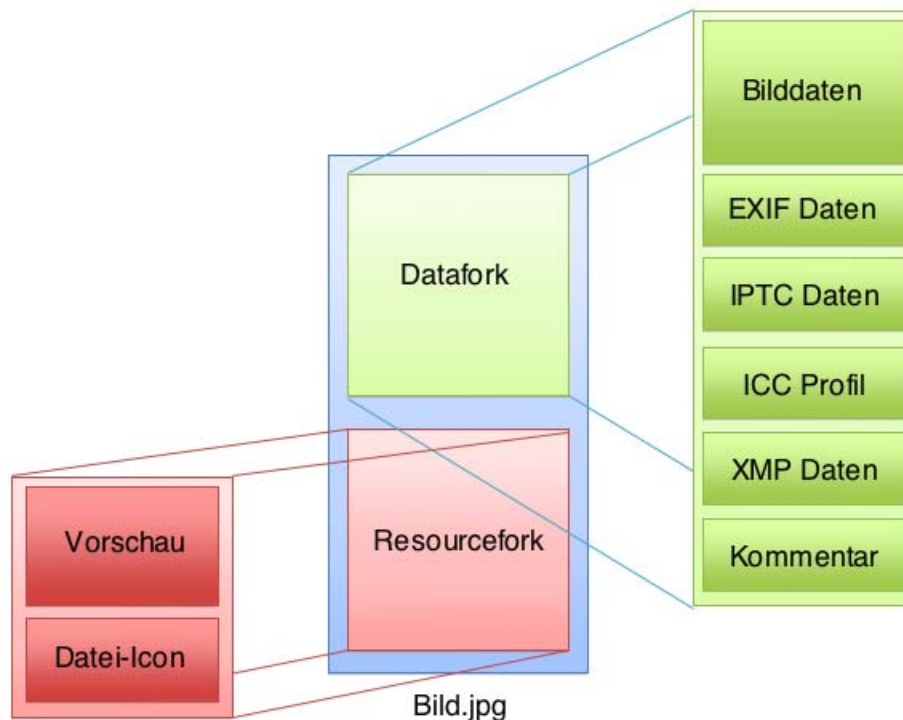 Bilddaten
EXIF Daten
IPTC Daten
ICC Profil
XMP Daten
Kommentar
Datafork
Resourcefork
Vorschau
Datei-Icon
Bild.jpg